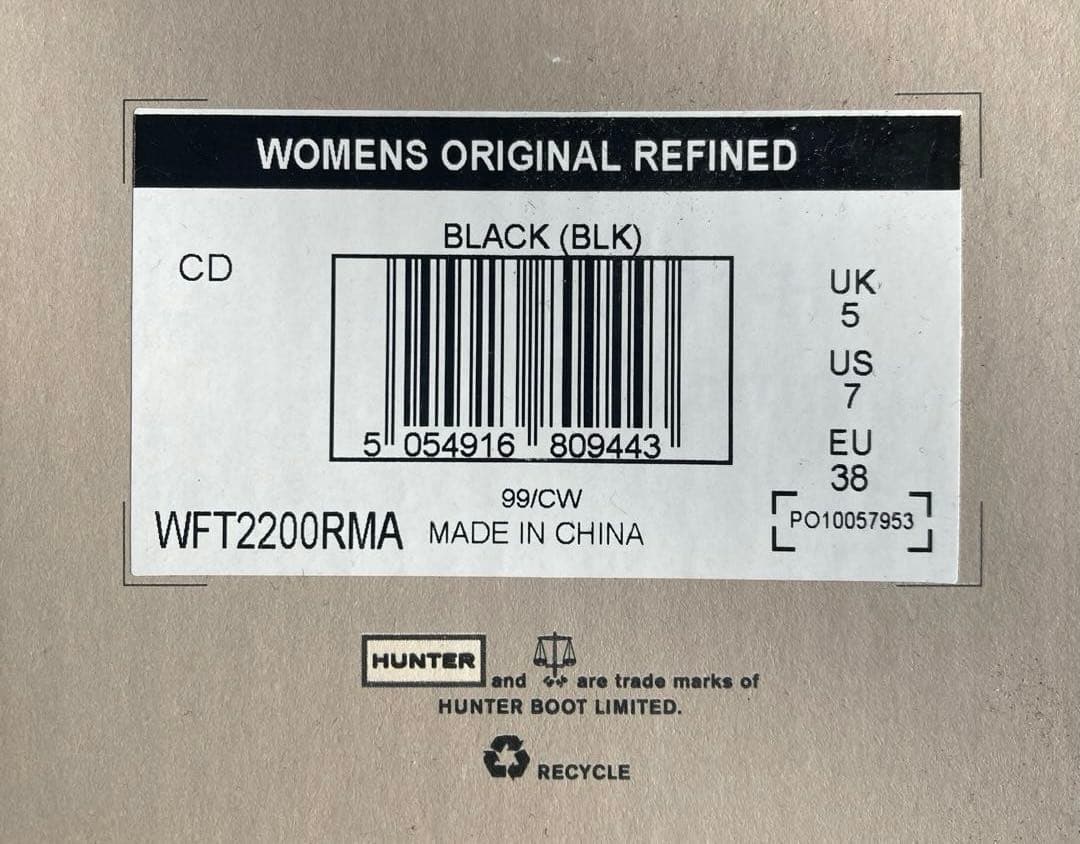 WOMENS ORIGINAL REFINED
BLACK (BLK)
CD
5 054916 809443
UK
5
US
7
EU
38
99/CW
WFT2200RMA MADE IN CHINA
PO10057953
HUNTER and are trade marks of
HUNTER BOOT LIMITED.
RECYCLE